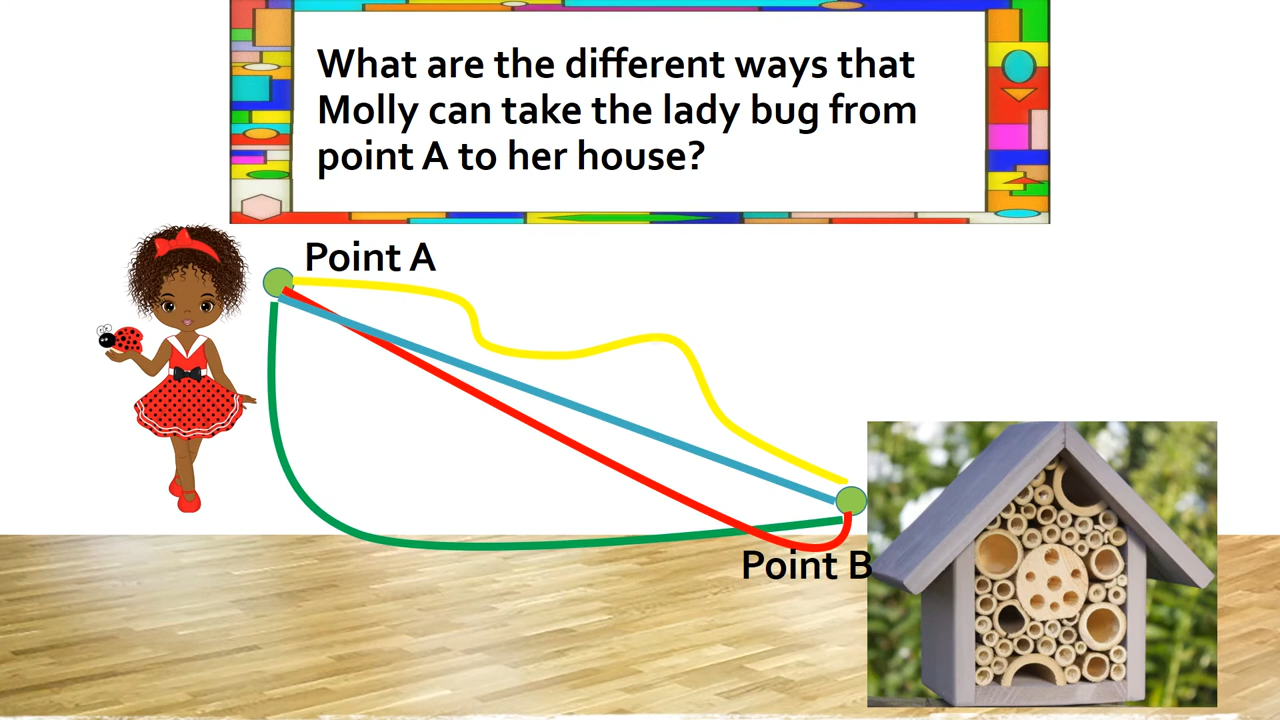 What are the different ways that
Molly can take the lady bug from
point A to her house?
Point A
Point B